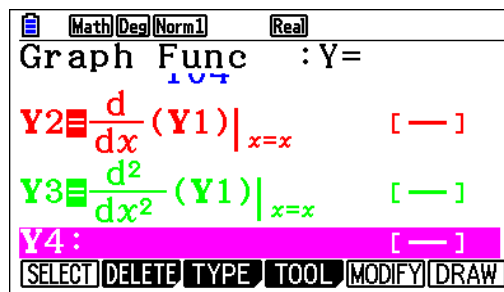 Math Deg Norm1 Real
Graph Func :Y=
Y2=d/dx(Y1)|x=x [—]
Y3=d²/dx²(Y1)|x=x [—]
Y4: [—]
SELECT DELETE TYPE TOOL MODIFY DRAW